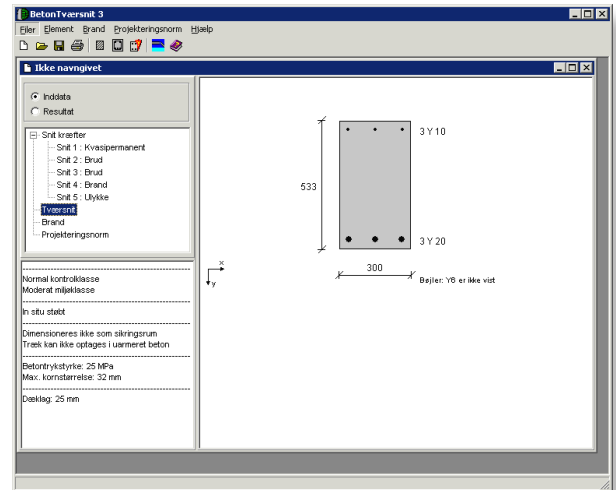 BetonTværsnit 3
Filer Element Brand Projekteringsnorm Hjælp
Ikke navngivet
Inddata
Resultat
Snit kræfter
Snit 1 : Kvasipermanent
Snit 2 : Brud
Snit 3 : Brud
Snit 4 : Brand
Snit 5 : Ulykke
Tværsnit
Brand
Projekteringsnorm
Normal kontrolklasse
Moderat miljøklasse
In situ støbt
Dimensioneres ikke som sikringsrum
Træk kan ikke optages i uarmeret beton
Betontrykstyrke: 25 MPa
Max. kornstørrelse: 32 mm
Dæklag: 25 mm
3 Y 10
533
3 Y 20
x
y
300
Bøjler: Y6 er ikke vist